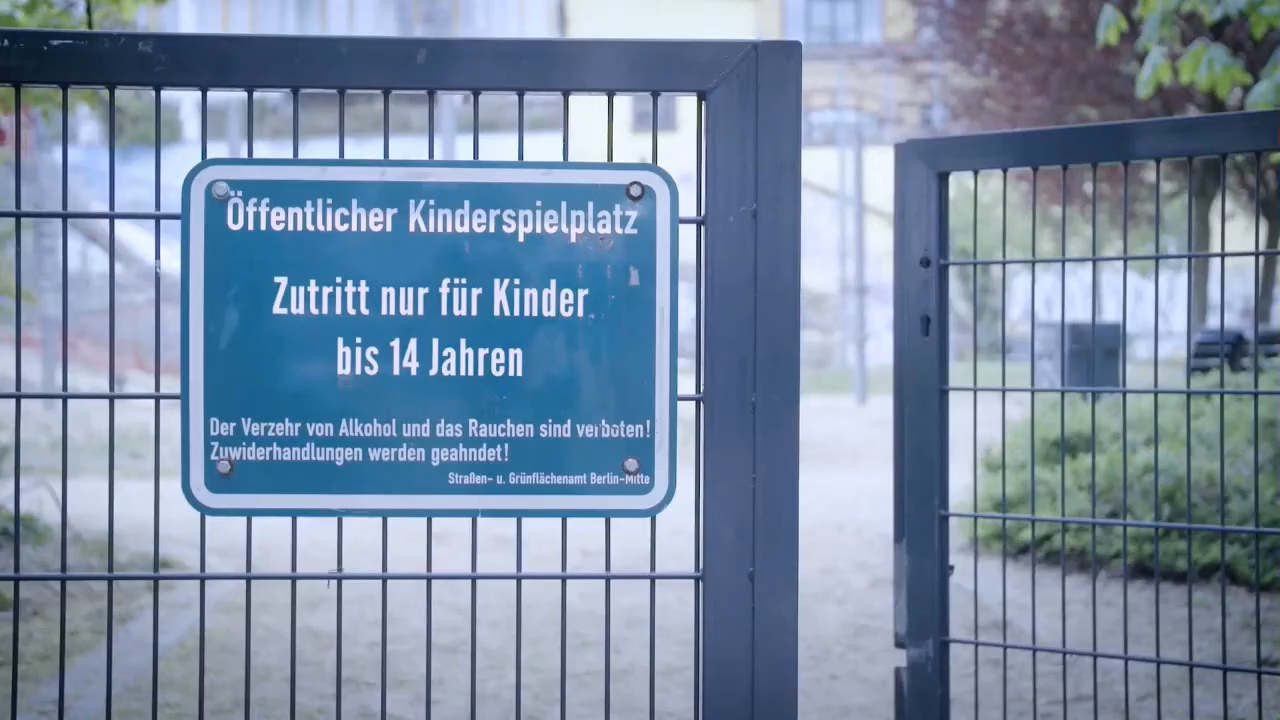 Öffentlicher Kinderspielplatz
Zutritt nur für Kinder
bis 14 Jahren
Der Verzehr von Alkohol und das Rauchen sind verboten!
Zuwiderhandlungen werden geahndet!
Straßen- u. Grünflächenamt Berlin-Mitte